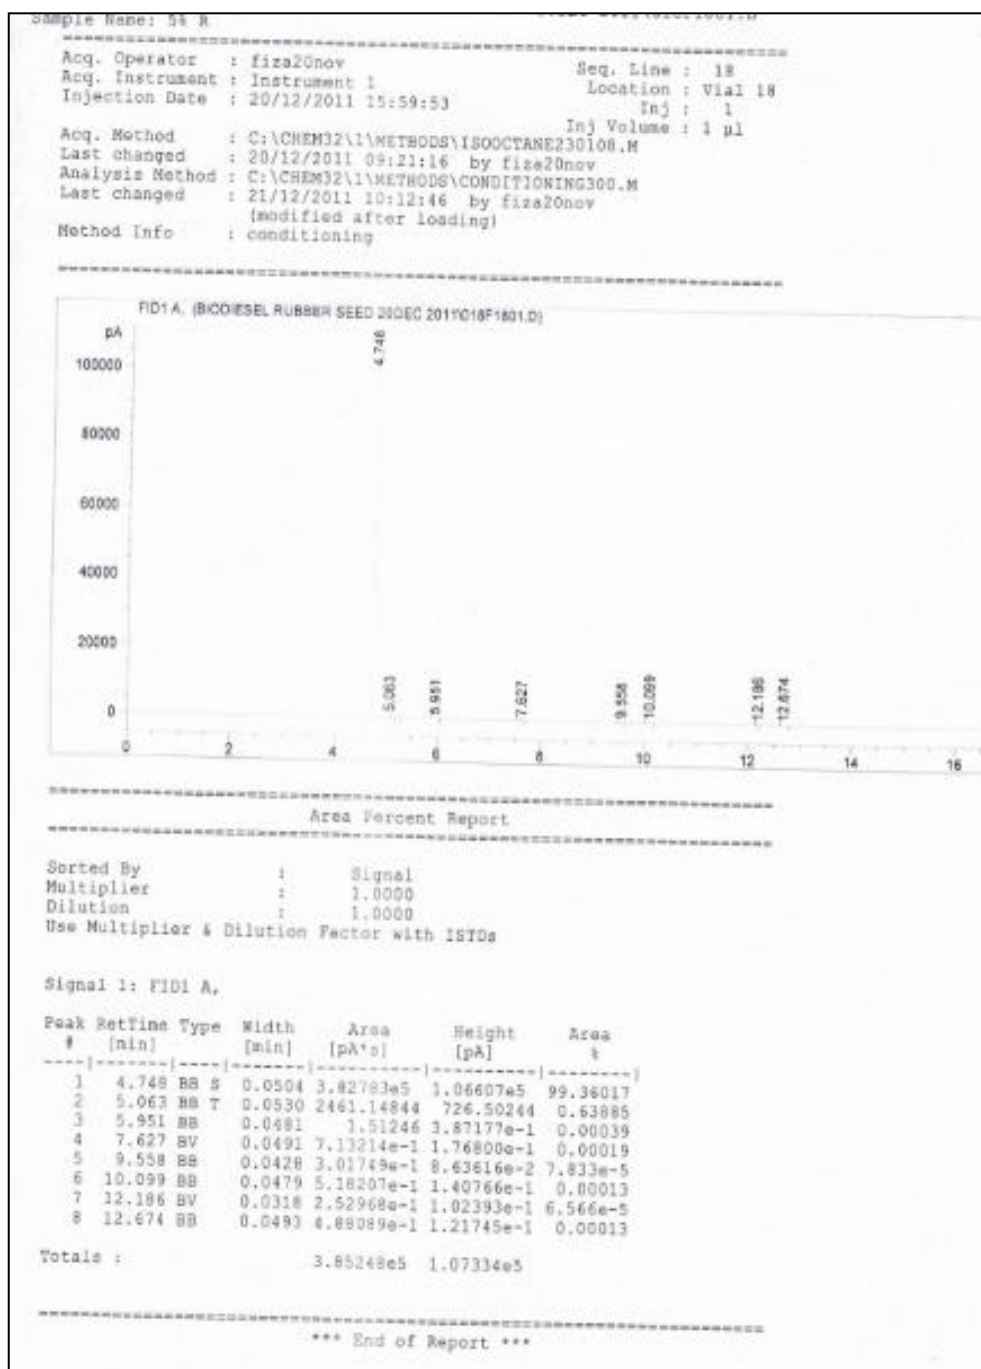 Sample Name: 5% R
==========================================================================
Acq. Operator : fiza20nov Seq. Line : 18
Acq. Instrument : Instrument 1 Location : Vial 18
Injection Date : 20/12/2011 15:59:53 Inj : 1
Inj Volume : 1 µl
Acq. Method : C:\CHEM32\1\METHODS\ISOOCTANE230108.M
Last changed : 20/12/2011 09:21:16 by fiza20nov
Analysis Method : C:\CHEM32\1\METHODS\CONDITIONING300.M
Last changed : 21/12/2011 10:12:46 by fiza20nov
(modified after loading)
Method Info : conditioning
==========================================================================
FID1 A, (BIODIESEL RUBBER SEED 20DEC 2011\018F1801.D)
pA
100000
80000
60000
40000
20000
0
4.748
5.063
5.951
7.627
9.558
10.099
12.186
12.674
0 2 4 6 8 10 12 14 16
==========================================================================
Area Percent Report
==========================================================================
Sorted By : Signal
Multiplier : 1.0000
Dilution : 1.0000
Use Multiplier & Dilution Factor with ISTDs
Signal 1: FID1 A,
Peak RetTime Type Width Area Height Area
# [min] [min] [pA*s] [pA] %
----|-------|----|-------|----------|----------|--------|
1 4.748 BB S 0.0504 3.82783e5 1.06607e5 99.36017
2 5.063 BB T 0.0530 2461.14844 726.50244 0.63885
3 5.951 BB 0.0481 1.51246 3.87177e-1 0.00039
4 7.627 BV 0.0491 7.13214e-1 1.76800e-1 0.00019
5 9.558 BB 0.0428 3.01749e-1 8.63616e-2 7.833e-5
6 10.099 BB 0.0479 5.18207e-1 1.40766e-1 0.00013
7 12.186 BV 0.0318 2.52968e-1 1.02393e-1 6.566e-5
8 12.674 BB 0.0493 4.88089e-1 1.21745e-1 0.00013
Totals : 3.85248e5 1.07334e5
==========================================================================
*** End of Report ***